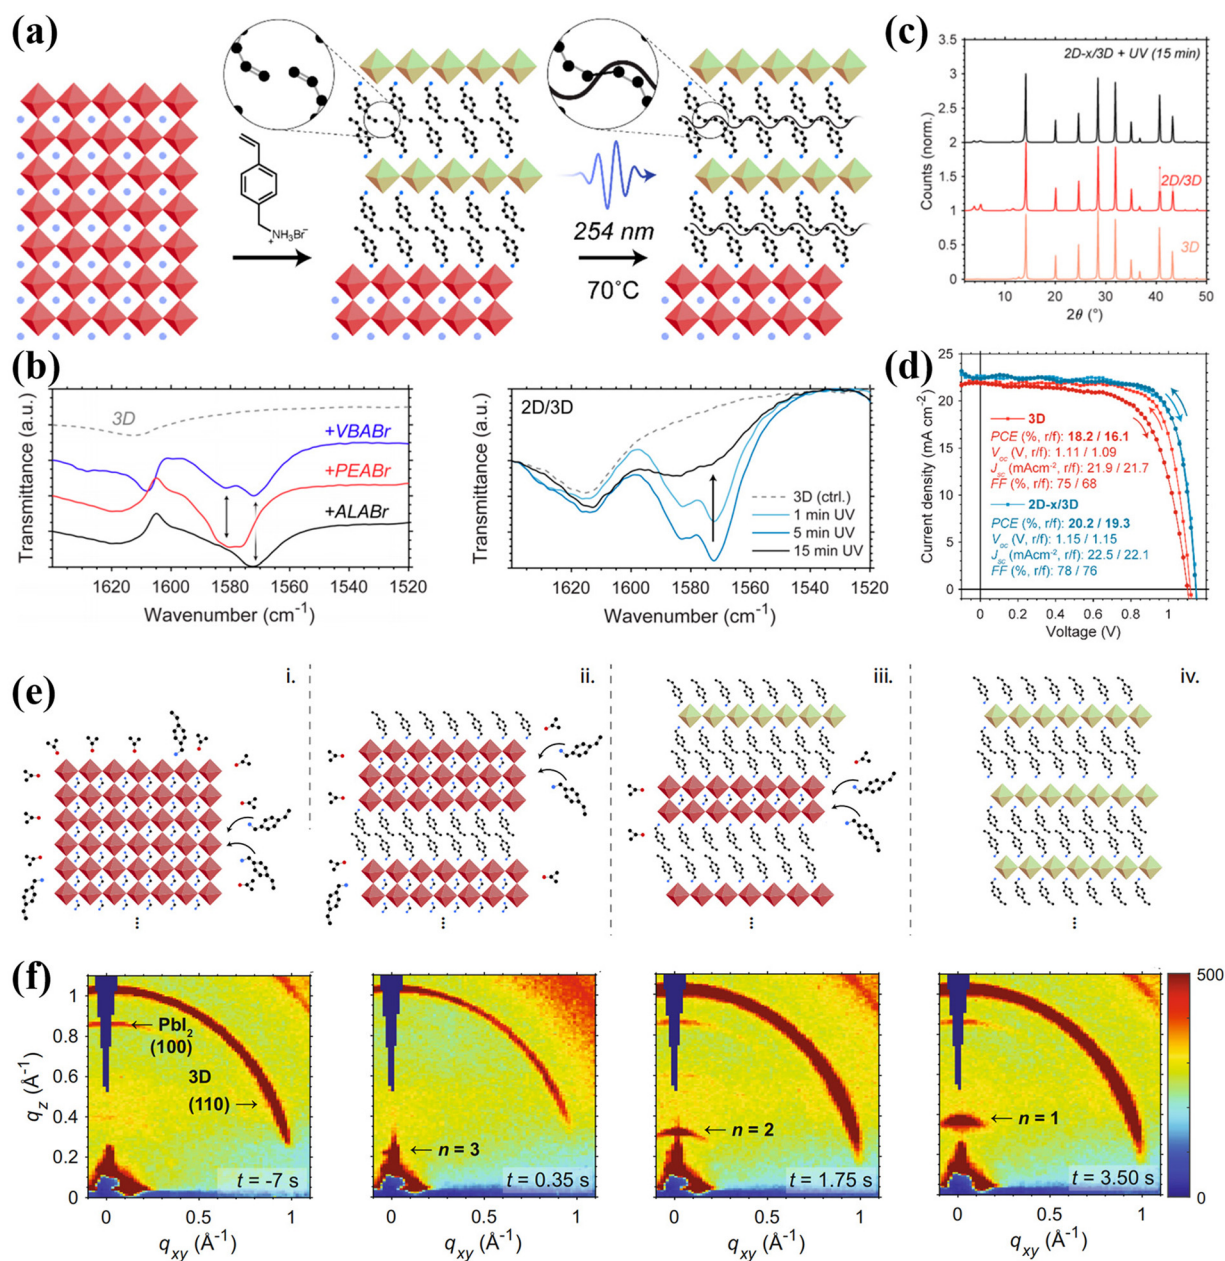 (a)
NH3Br-
+
254 nm
70°C
(c)
3.5
3
2.5
2
1.5
1
0.5
0
Counts (norm.)
2D-x/3D + UV (15 min)
2D/3D
3D
10
20
30
40
50
2θ (°)
(b)
Transmittance (a.u.)
3D
+VBABr
+PEABr
+ALABr
1640
1600
1560
1520
Wavenumber (cm-1)
Transmittance (a.u.)
2D/3D
3D (ctrl.)
1 min UV
5 min UV
15 min UV
1640
1600
1560
1520
Wavenumber (cm-1)
(d)
25
20
15
10
5
0
Current density (mA cm-2)
3D
PCE (%, r/f): 18.2 / 16.1
Voc (V, r/f): 1.11 / 1.09
Jsc (mAcm-2, r/f): 21.9 / 21.7
FF (%, r/f): 75 / 68
2D-x/3D
PCE (%, r/f): 20.2 / 19.3
Voc (V, r/f): 1.15 / 1.15
Jsc (mAcm-2, r/f): 22.5 / 22.1
FF (%, r/f): 78 / 76
0
0.2
0.4
0.6
0.8
1
Voltage (V)
(e)
i.
ii.
iii.
iv.
(f)
1
0.8
0.6
0.4
0.2
0
qz (Å-1)
← PbI2
(100)
3D
(110)
t = -7 s
0
0.5
1
qxy (Å-1)
← n = 3
t = 0.35 s
0
0.5
1
qxy (Å-1)
← n = 2
t = 1.75 s
0
0.5
1
qxy (Å-1)
← n = 1
t = 3.50 s
0
0.5
1
qxy (Å-1)
500
0